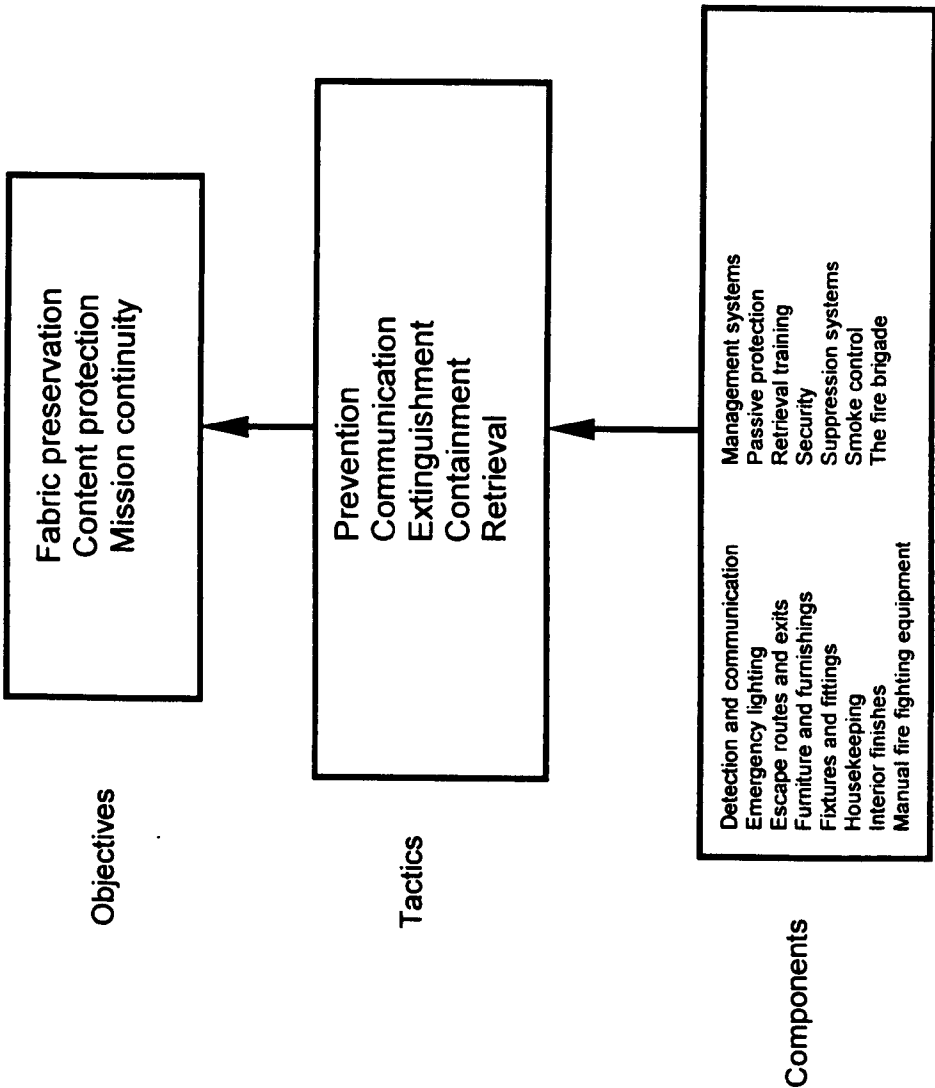 Objectives
Fabric preservation
Content protection
Mission continuity
Tactics
Prevention
Communication
Extinguishment
Containment
Retrieval
Components
Detection and communication
Emergency lighting
Escape routes and exits
Furniture and furnishings
Fixtures and fittings
Housekeeping
Interior finishes
Manual fire fighting equipment
Management systems
Passive protection
Retrieval training
Security
Suppression systems
Smoke control
The fire brigade